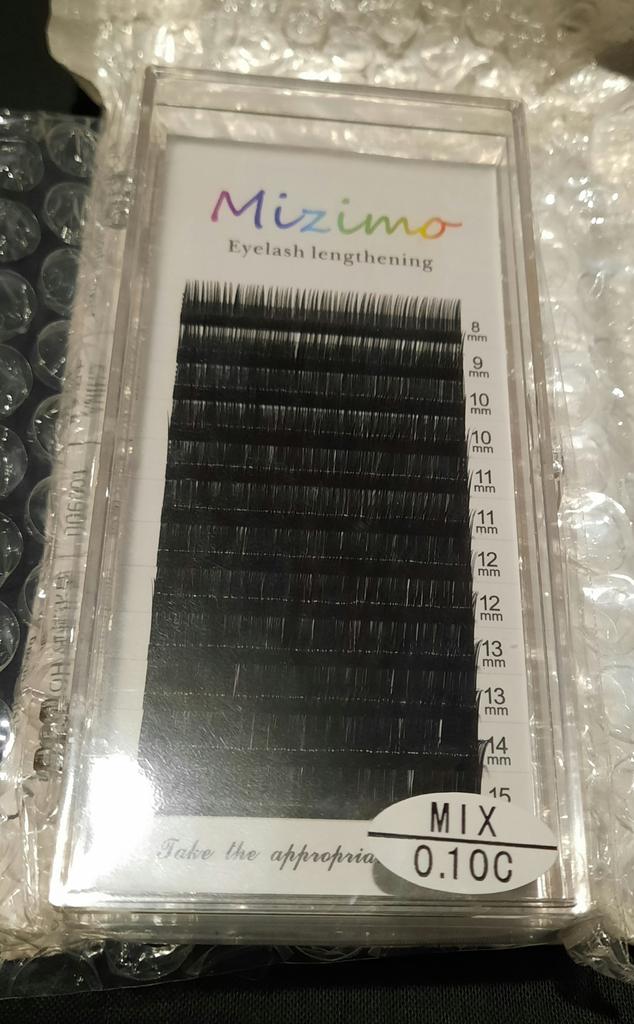 Mizimo
Eyelash lengthening
8
mm
9
mm
10
mm
10
mm
11
mm
11
mm
12
mm
12
mm
13
mm
13
mm
14
mm
15
Take the appropria
MIX
0.10C